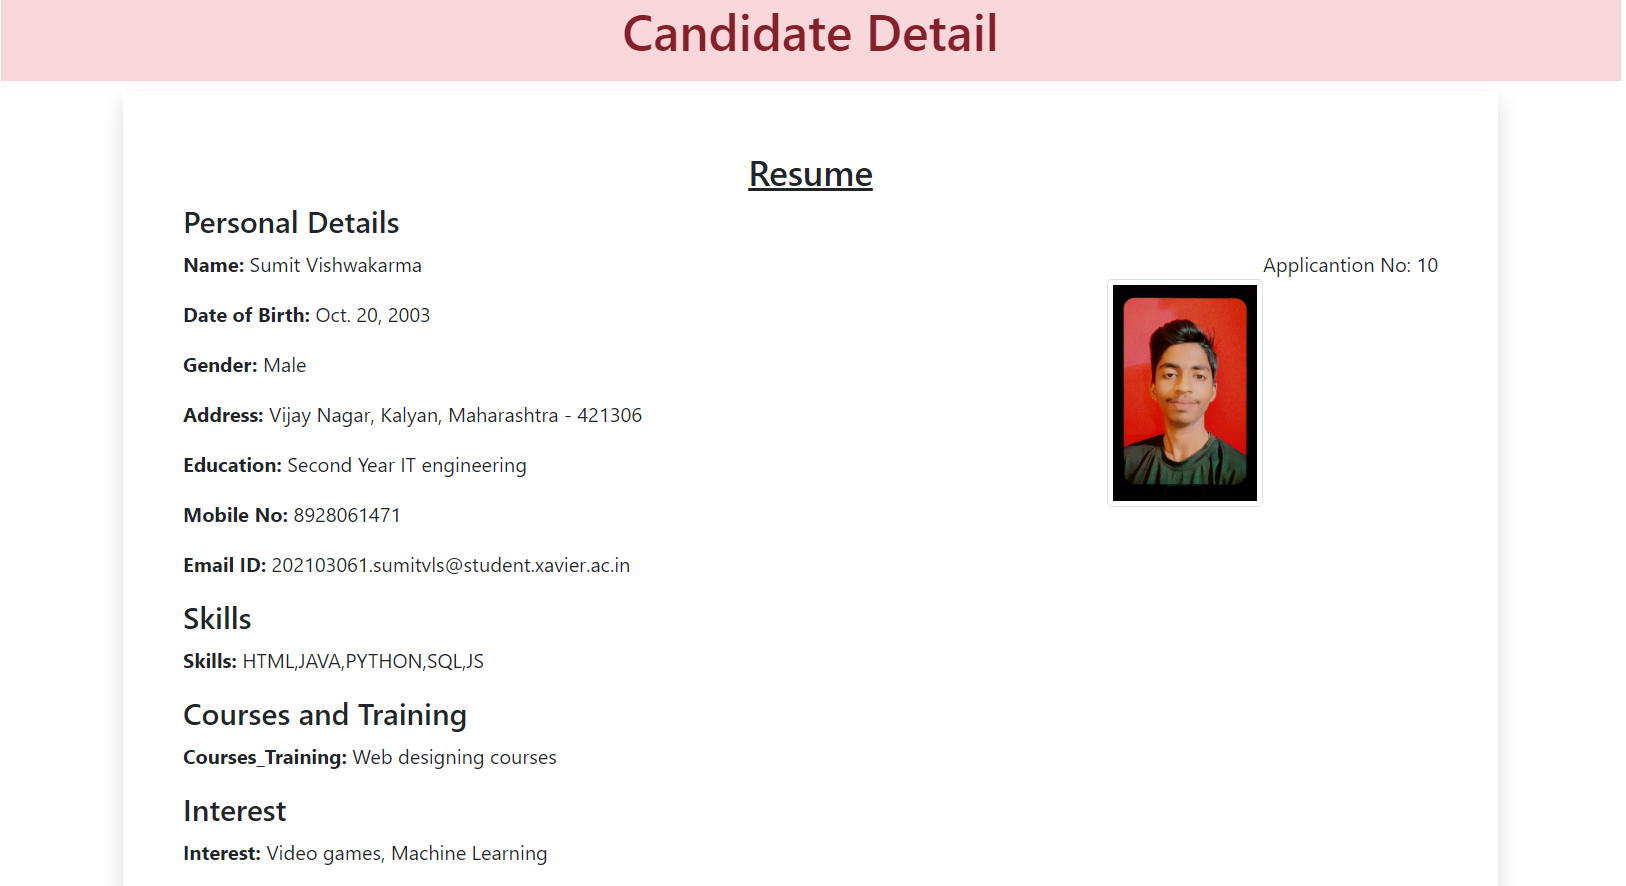 Candidate Detail
Resume
Personal Details
Name: Sumit Vishwakarma
Applicantion No: 10
Date of Birth: Oct. 20, 2003
Gender: Male
Address: Vijay Nagar, Kalyan, Maharashtra - 421306
Education: Second Year IT engineering
Mobile No: 8928061471
Email ID: 202103061.sumitvls@student.xavier.ac.in
Skills
Skills: HTML,JAVA,PYTHON,SQL,JS
Courses and Training
Courses_Training: Web designing courses
Interest
Interest: Video games, Machine Learning